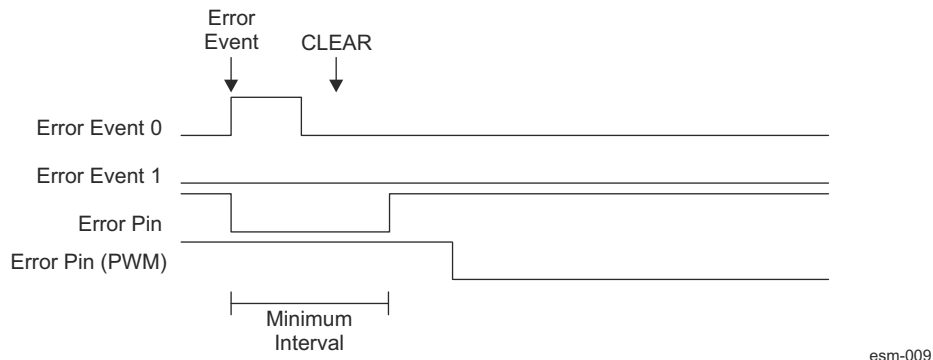 Error
Event
CLEAR
Error Event 0
Error Event 1
Error Pin
Error Pin (PWM)
Minimum
Interval
esm-009